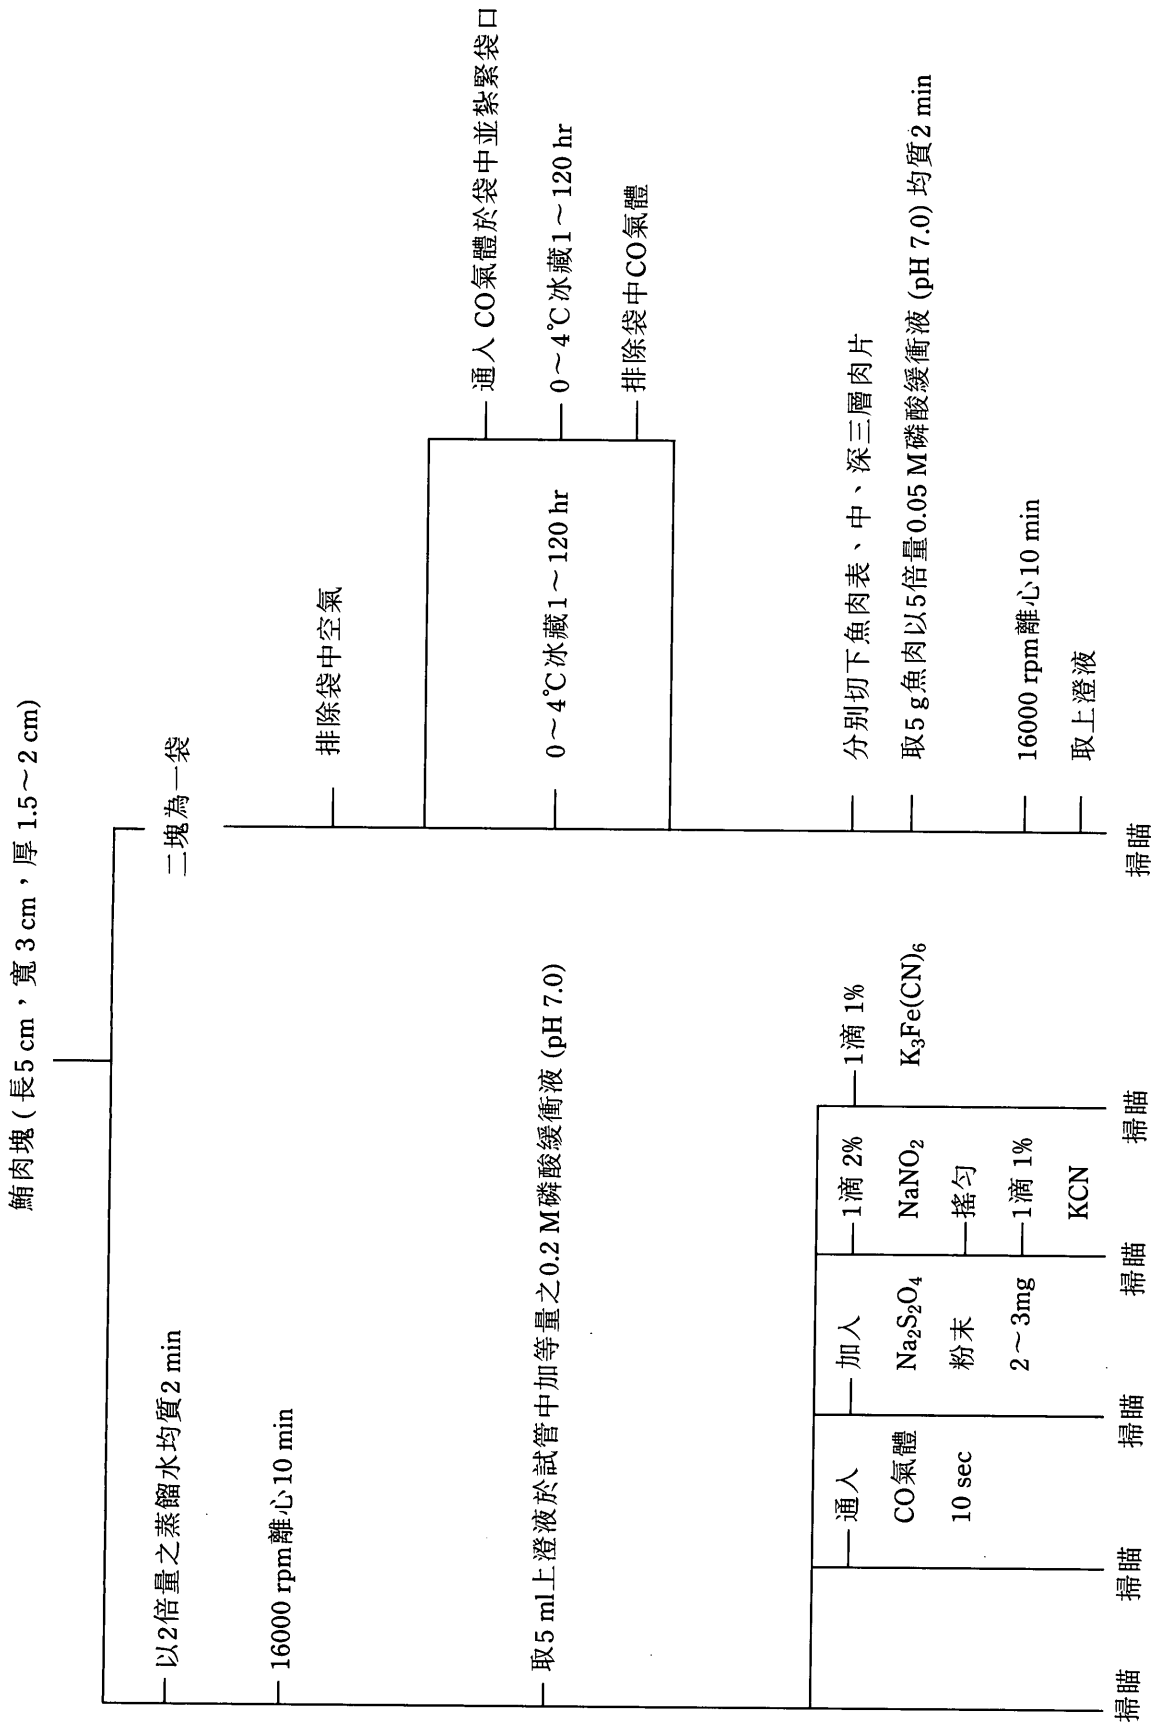 鮪肉塊(長5 cm,寬 3 cm,厚 1.5~2 cm)
以2倍量之蒸餾水均質2 min
16000 rpm離心10 min
取5 ml上澄液於試管中加等量之0.2 M磷酸緩衝液 (pH 7.0)
掃瞄
通入
CO氣體
10 sec
掃瞄
加入
Na₂S₂O₄
粉末
2~3mg
掃瞄
1滴 2%
NaNO₂
搖勻
1滴 1%
KCN
掃瞄
1滴 1%
K₃Fe(CN)₆
掃瞄
二塊為一袋
排除袋中空氣
0~4℃冰藏1~120 hr
通入 CO氣體於袋中並紮緊袋口
0~4℃冰藏1~120 hr
排除袋中CO氣體
分別切下魚肉表、中、深三層肉片
取5 g魚肉以5倍量0.05 M磷酸緩衝液 (pH 7.0) 均質2 min
16000 rpm離心10 min
取上澄液
掃瞄